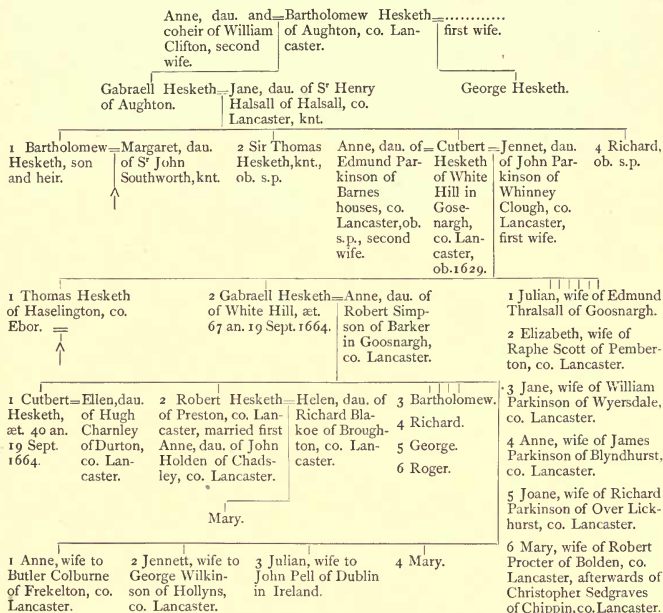 Anne, dau. and=Bartholomew Hesketh=............
coheir of William
Clifton, second
wife.
of Aughton, co. Lan-
caster.
first wife.
Gabraell Hesketh=Jane, dau. of Sʳ Henry
of Aughton.
Halsall of Halsall, co.
Lancaster, knt.
George Hesketh.
1 Bartholomew=Margaret, dau.
Hesketh, son
and heir.
of Sʳ John
Southworth, knt.
2 Sir Thomas
Hesketh, knt.,
ob. s.p.
Anne, dau. of=
Edmund Par-
kinson of
Barnes
houses, co.
Lancaster, ob.
s.p., second
wife.
Cutbert=
Hesketh
of White
Hill in
Gose-
nargh,
co. Lan-
caster,
ob. 1629.
Jennet, dau.
of John Par-
kinson of
Whinney
Clough, co.
Lancaster,
first wife.
4 Richard,
ob. s.p.
1 Thomas Hesketh
of Haselington, co.
Ebor. =
2 Gabraell Hesketh=
of White Hill, æt.
67 an. 19 Sept. 1664.
Anne, dau. of
Robert Simp-
son of Barker
in Goosnargh,
co. Lancaster.
1 Julian, wife of Edmund
Thralsall of Goosnargh.
2 Elizabeth, wife of
Raphe Scott of Pember-
ton, co. Lancaster.
3 Jane, wife of William
Parkinson of Wyersdale,
co. Lancaster.
4 Anne, wife of James
Parkinson of Blyndhurst,
co. Lancaster.
5 Joane, wife of Richard
Parkinson of Over Lick-
hurst, co. Lancaster.
6 Mary, wife of Robert
Procter of Bolden, co.
Lancaster, afterwards of
Christopher Sedgraves
of Chippin, co. Lancaster.
1 Cutbert=
Hesketh,
æt. 40 an.
19 Sept.
1664.
Ellen, dau.
of Hugh
Charnley
of Durton,
co. Lan-
caster.
2 Robert Hesketh=
of Preston, co. Lan-
caster, married first
Anne, dau. of John
Holden of Chads-
ley, co. Lancaster.
Helen, dau. of
Richard Bla-
koe of Brough-
ton, co. Lan-
caster.
3 Bartholomew.
4 Richard.
5 George.
6 Roger.
Mary.
1 Anne, wife to
Butler Colburne
of Frekelton, co.
Lancaster.
2 Jennett, wife to
George Wilkin-
son of Hollyns,
co. Lancaster.
3 Julian, wife to
John Pell of Dublin
in Ireland.
4 Mary.